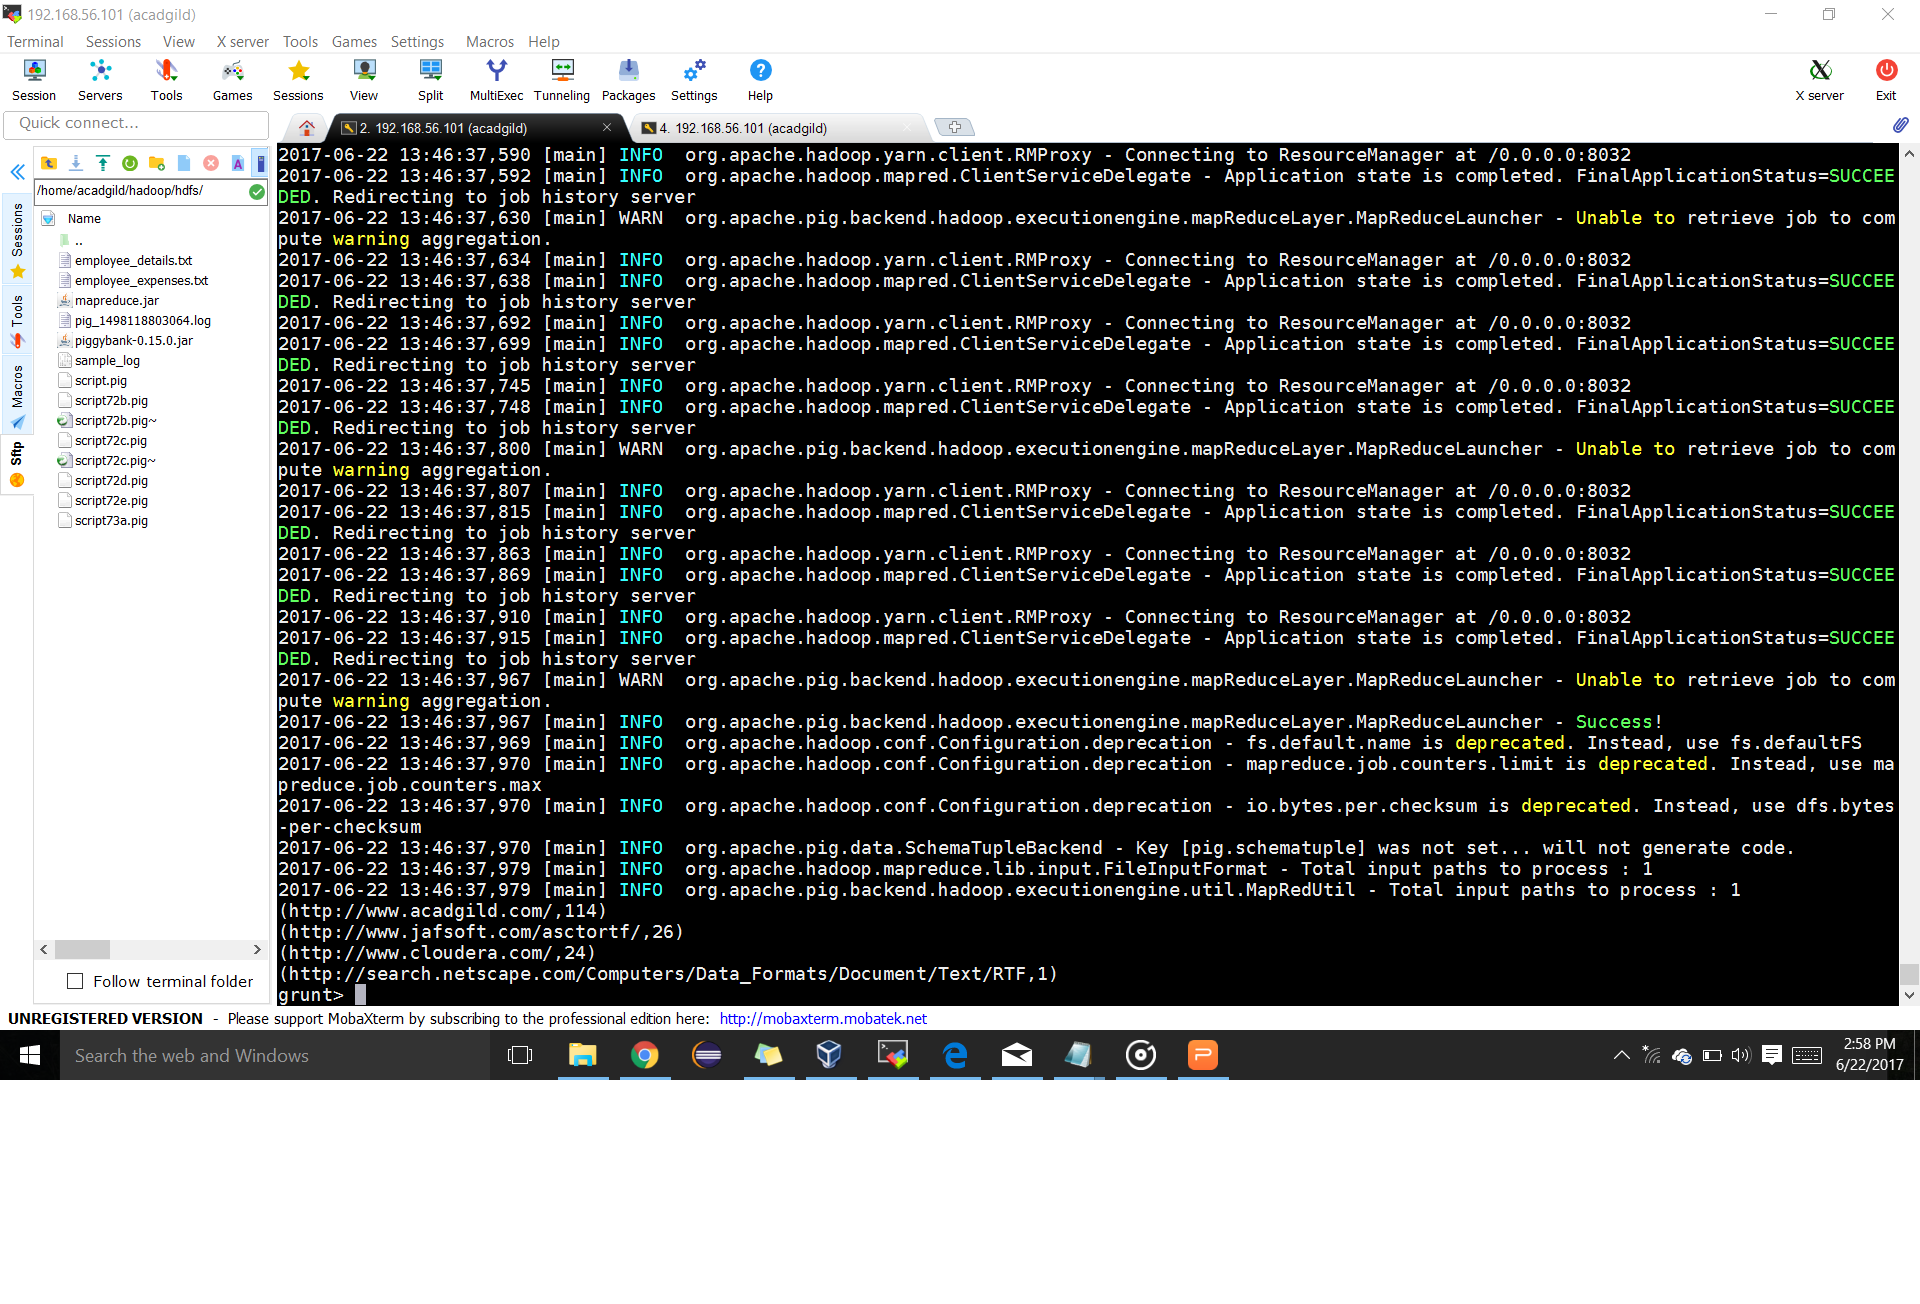 192.168.56.101 (acadgild)
Terminal Sessions View X server Tools Games Settings Macros Help
Session Servers Tools Games Sessions View Split MultiExec Tunneling Packages Settings Help X server Exit
Quick connect...
2. 192.168.56.101 (acadgild)
4. 192.168.56.101 (acadgild)
/home/acadgild/hadoop/hdfs/
Name
..
employee_details.txt
employee_expenses.txt
mapreduce.jar
pig_1498118803064.log
piggybank-0.15.0.jar
sample_log
script.pig
script72b.pig
script72b.pig~
script72c.pig
script72c.pig~
script72d.pig
script72e.pig
script73a.pig
Sessions
Tools
Macros
Sftp
Follow terminal folder
2017-06-22 13:46:37,590 [main] INFO  org.apache.hadoop.yarn.client.RMProxy - Connecting to ResourceManager at /0.0.0.0:8032
2017-06-22 13:46:37,592 [main] INFO  org.apache.hadoop.mapred.ClientServiceDelegate - Application state is completed. FinalApplicationStatus=SUCCEE
DED. Redirecting to job history server
2017-06-22 13:46:37,630 [main] WARN  org.apache.pig.backend.hadoop.executionengine.mapReduceLayer.MapReduceLauncher - Unable to retrieve job to com
pute warning aggregation.
2017-06-22 13:46:37,634 [main] INFO  org.apache.hadoop.yarn.client.RMProxy - Connecting to ResourceManager at /0.0.0.0:8032
2017-06-22 13:46:37,638 [main] INFO  org.apache.hadoop.mapred.ClientServiceDelegate - Application state is completed. FinalApplicationStatus=SUCCEE
DED. Redirecting to job history server
2017-06-22 13:46:37,692 [main] INFO  org.apache.hadoop.yarn.client.RMProxy - Connecting to ResourceManager at /0.0.0.0:8032
2017-06-22 13:46:37,699 [main] INFO  org.apache.hadoop.mapred.ClientServiceDelegate - Application state is completed. FinalApplicationStatus=SUCCEE
DED. Redirecting to job history server
2017-06-22 13:46:37,745 [main] INFO  org.apache.hadoop.yarn.client.RMProxy - Connecting to ResourceManager at /0.0.0.0:8032
2017-06-22 13:46:37,748 [main] INFO  org.apache.hadoop.mapred.ClientServiceDelegate - Application state is completed. FinalApplicationStatus=SUCCEE
DED. Redirecting to job history server
2017-06-22 13:46:37,800 [main] WARN  org.apache.pig.backend.hadoop.executionengine.mapReduceLayer.MapReduceLauncher - Unable to retrieve job to com
pute warning aggregation.
2017-06-22 13:46:37,807 [main] INFO  org.apache.hadoop.yarn.client.RMProxy - Connecting to ResourceManager at /0.0.0.0:8032
2017-06-22 13:46:37,815 [main] INFO  org.apache.hadoop.mapred.ClientServiceDelegate - Application state is completed. FinalApplicationStatus=SUCCEE
DED. Redirecting to job history server
2017-06-22 13:46:37,863 [main] INFO  org.apache.hadoop.yarn.client.RMProxy - Connecting to ResourceManager at /0.0.0.0:8032
2017-06-22 13:46:37,869 [main] INFO  org.apache.hadoop.mapred.ClientServiceDelegate - Application state is completed. FinalApplicationStatus=SUCCEE
DED. Redirecting to job history server
2017-06-22 13:46:37,910 [main] INFO  org.apache.hadoop.yarn.client.RMProxy - Connecting to ResourceManager at /0.0.0.0:8032
2017-06-22 13:46:37,915 [main] INFO  org.apache.hadoop.mapred.ClientServiceDelegate - Application state is completed. FinalApplicationStatus=SUCCEE
DED. Redirecting to job history server
2017-06-22 13:46:37,967 [main] WARN  org.apache.pig.backend.hadoop.executionengine.mapReduceLayer.MapReduceLauncher - Unable to retrieve job to com
pute warning aggregation.
2017-06-22 13:46:37,967 [main] INFO  org.apache.pig.backend.hadoop.executionengine.mapReduceLayer.MapReduceLauncher - Success!
2017-06-22 13:46:37,969 [main] INFO  org.apache.hadoop.conf.Configuration.deprecation - fs.default.name is deprecated. Instead, use fs.defaultFS
2017-06-22 13:46:37,970 [main] INFO  org.apache.hadoop.conf.Configuration.deprecation - mapreduce.job.counters.limit is deprecated. Instead, use ma
preduce.job.counters.max
2017-06-22 13:46:37,970 [main] INFO  org.apache.hadoop.conf.Configuration.deprecation - io.bytes.per.checksum is deprecated. Instead, use dfs.bytes
-per-checksum
2017-06-22 13:46:37,970 [main] INFO  org.apache.pig.data.SchemaTupleBackend - Key [pig.schematuple] was not set... will not generate code.
2017-06-22 13:46:37,979 [main] INFO  org.apache.hadoop.mapreduce.lib.input.FileInputFormat - Total input paths to process : 1
2017-06-22 13:46:37,979 [main] INFO  org.apache.pig.backend.hadoop.executionengine.util.MapRedUtil - Total input paths to process : 1
(http://www.acadgild.com/,114)
(http://www.jafsoft.com/asctortf/,26)
(http://www.cloudera.com/,24)
(http://search.netscape.com/Computers/Data_Formats/Document/Text/RTF,1)
grunt>
UNREGISTERED VERSION - Please support MobaXterm by subscribing to the professional edition here: http://mobaxterm.mobatek.net
Search the web and Windows
2:58 PM
6/22/2017